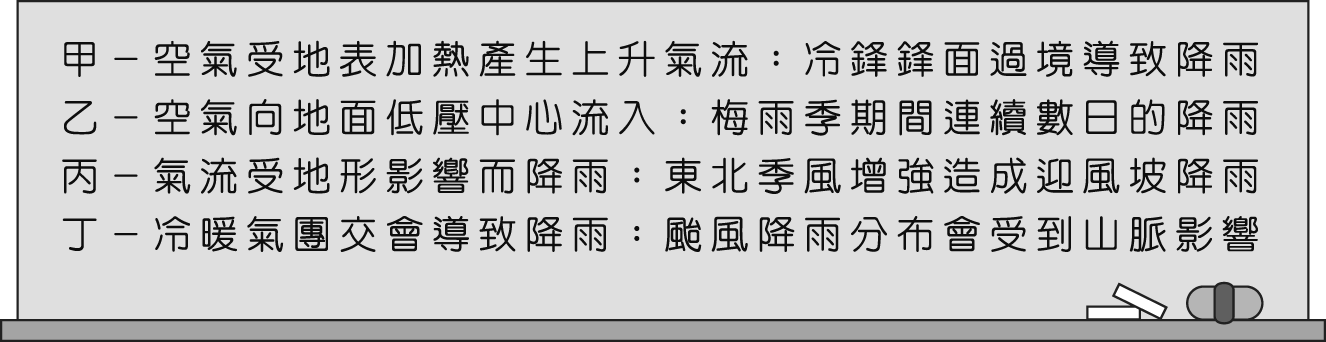 甲－空氣受地表加熱產生上升氣流：冷鋒鋒面過境導致降雨
乙－空氣向地面低壓中心流入：梅雨季期間連續數日的降雨
丙－氣流受地形影響而降雨：東北季風增強造成迎風坡降雨
丁－冷暖氣團交會導致降雨：颱風降雨分布會受到山脈影響